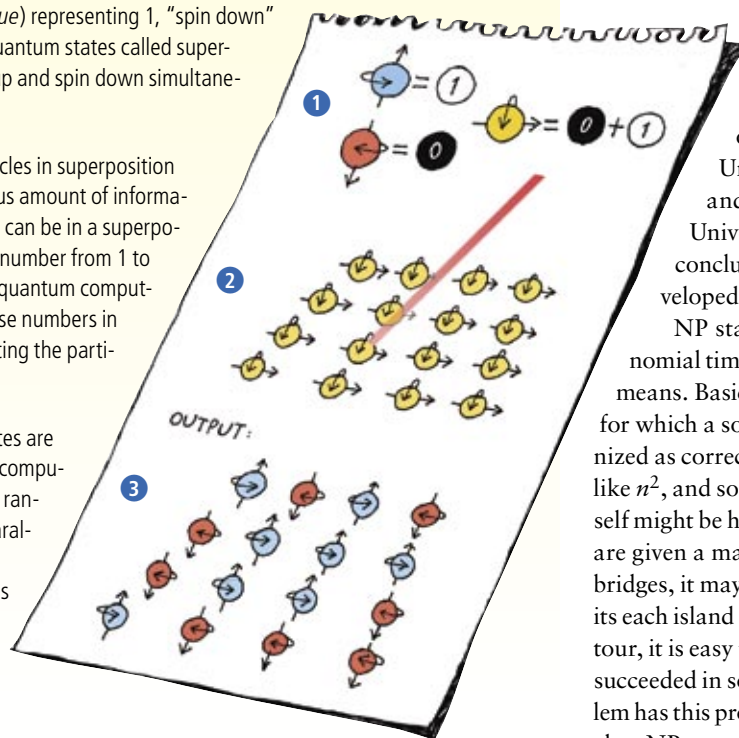 ue) representing 1, “spin down”
uantum states called super-
up and spin down simultane-
cles in superposition
us amount of informa-
can be in a superpo-
number from 1 to
quantum comput-
se numbers in
ting the parti-
tes are
compu-
ran-
aral-
s
1
= 1
= 0 + 1
= 0
2
OUTPUT:
3
Un
and
Univ
conclu
veloped
NP sta
nomial tim
means. Basic
for which a so
nized as correc
like n², and so
self might be h
are given a ma
bridges, it may
its each island
tour, it is easy
succeeded in so
lem has this pro